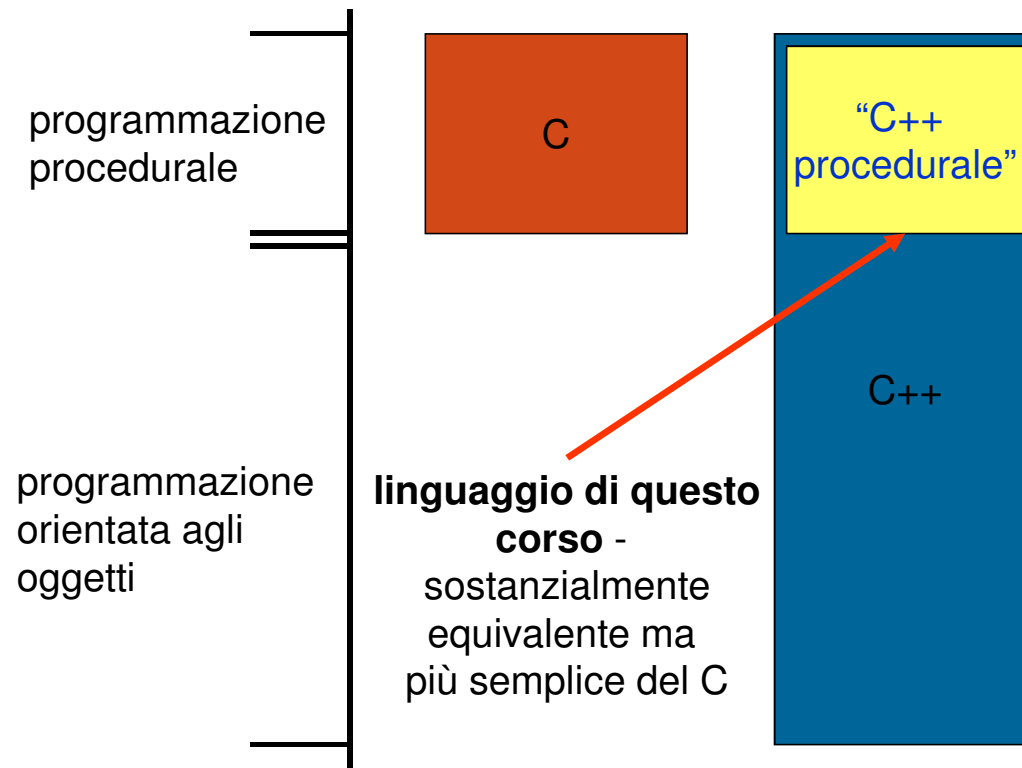 programmazione
procedurale
C
“C++
procedurale”
C++
programmazione
orientata agli
oggetti
linguaggio di questo
corso -
sostanzialmente
equivalente ma
più semplice del C